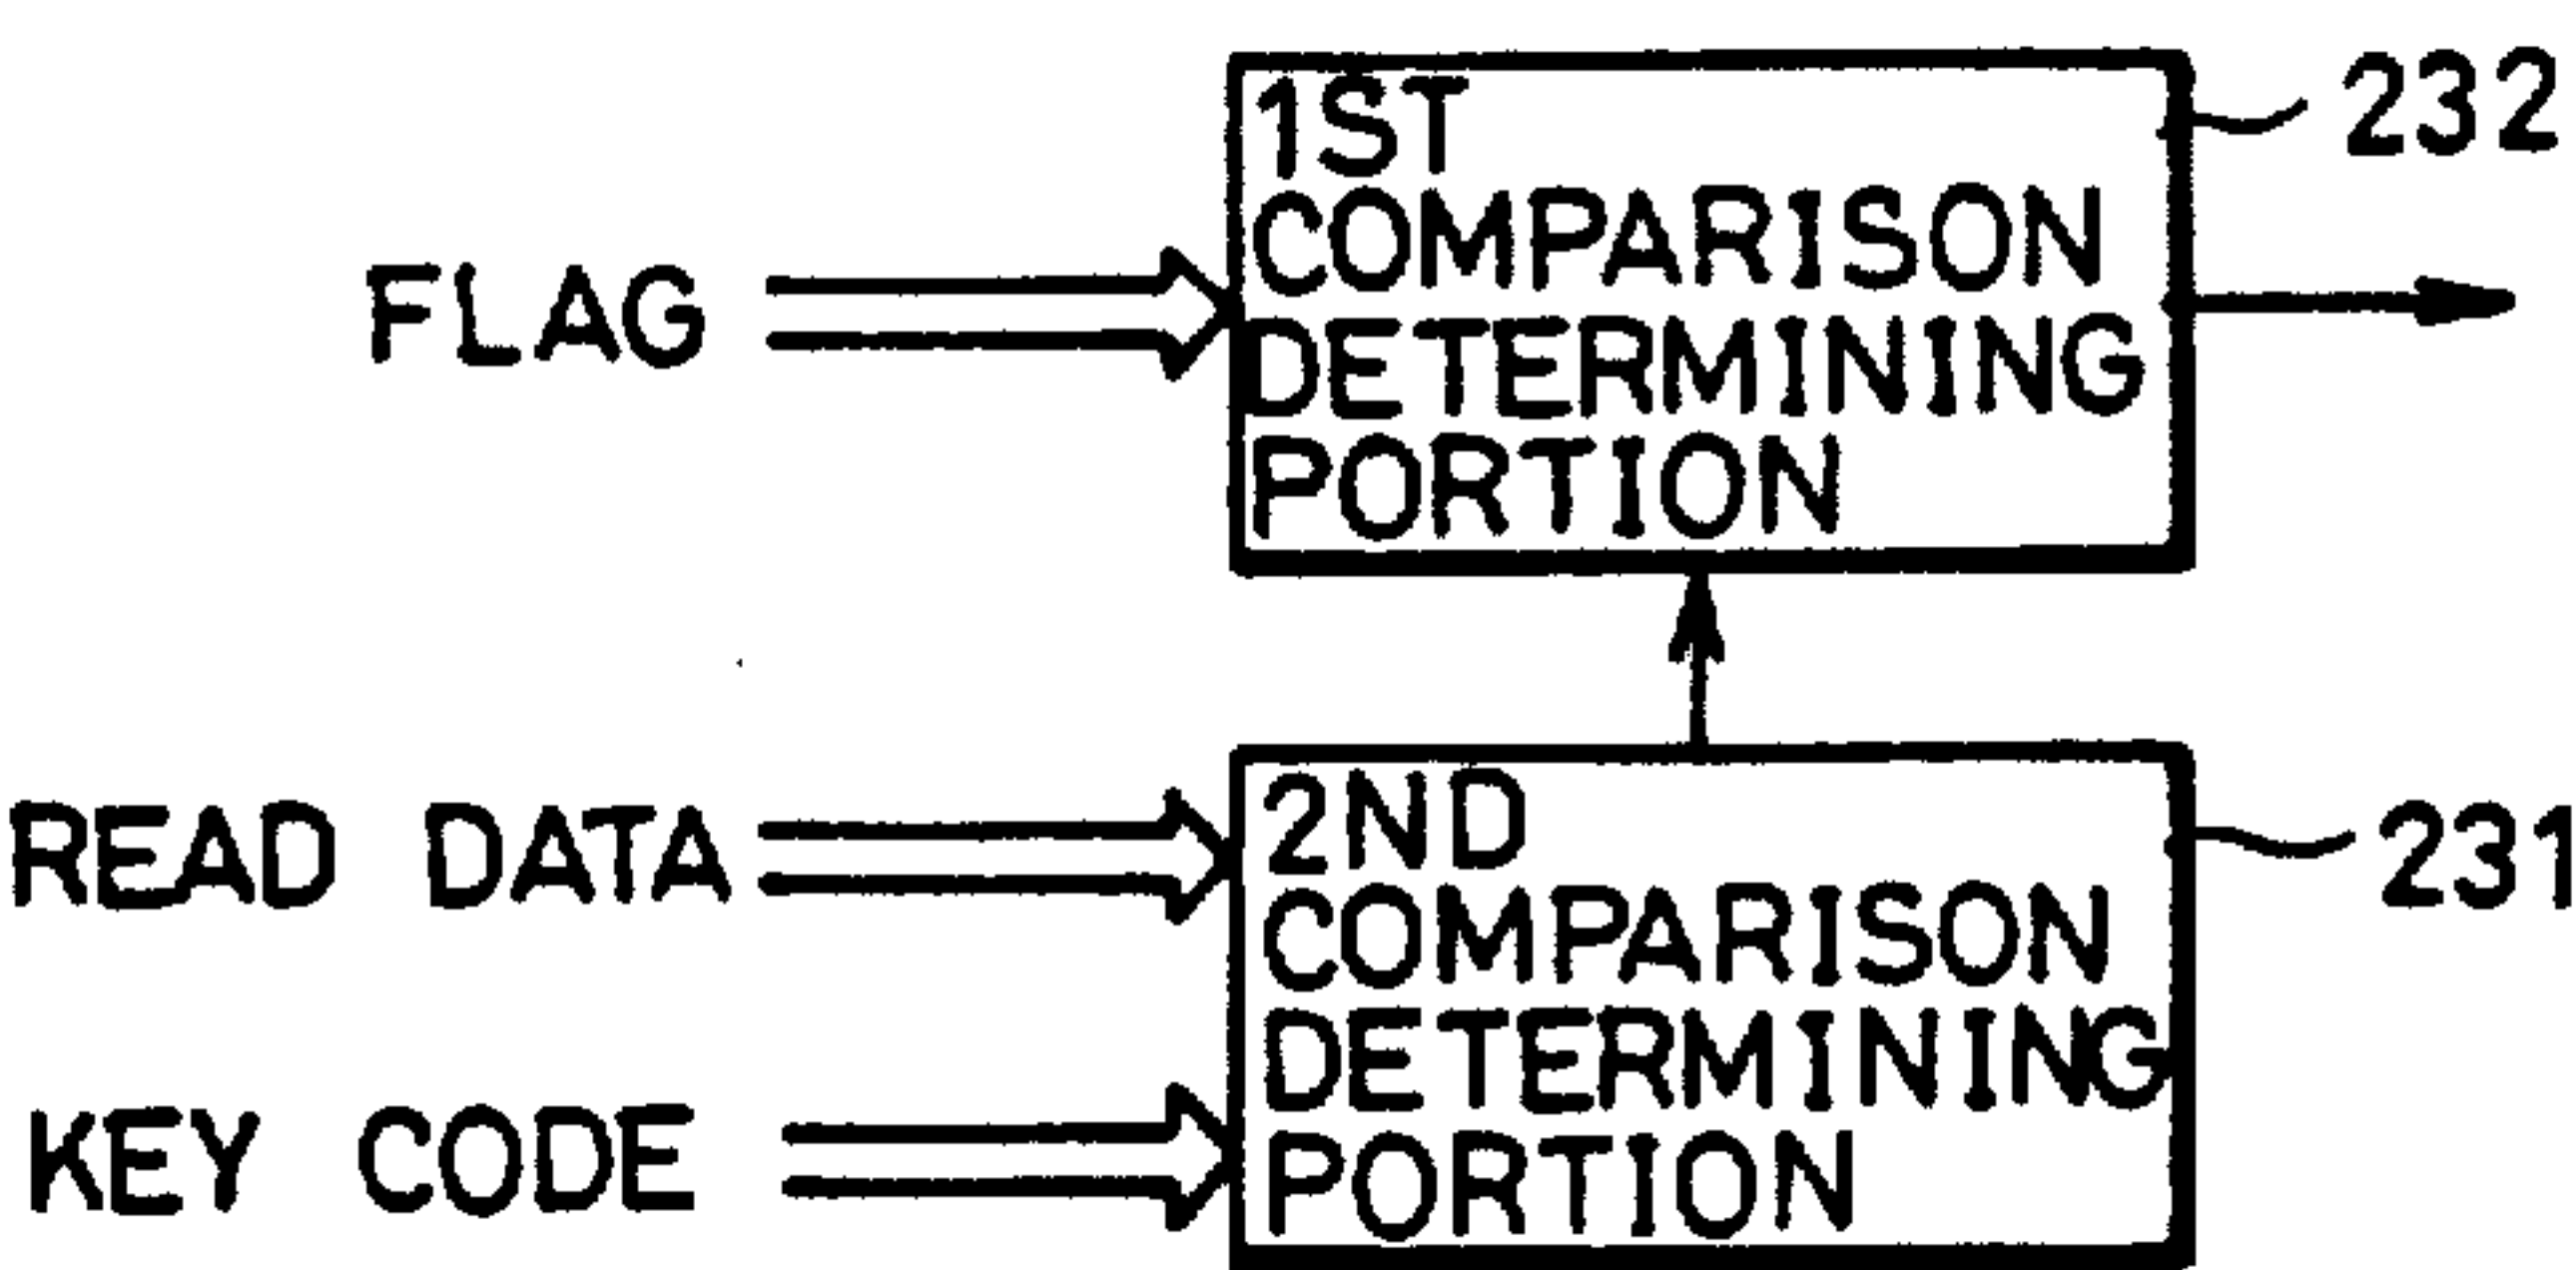 1ST
COMPARISON
DETERMINING
PORTION
232
FLAG
2ND
COMPARISON
DETERMINING
PORTION
231
READ DATA
KEY CODE